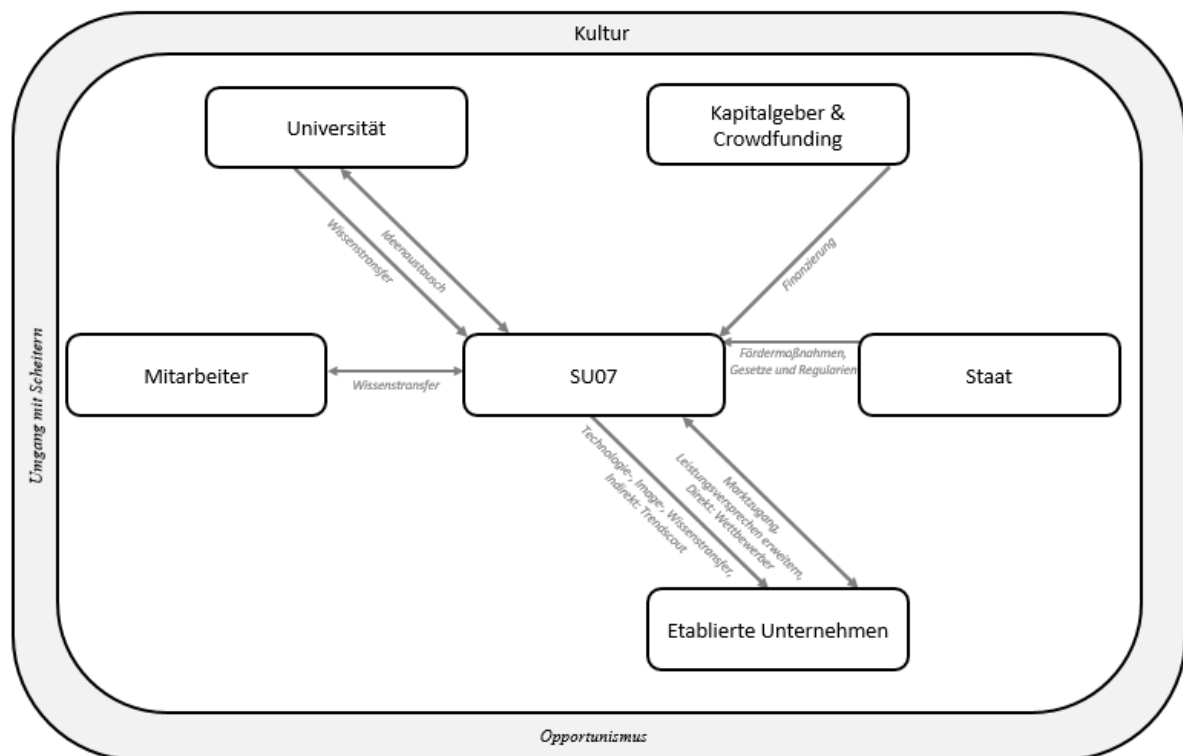 Kultur
Universität
Kapitalgeber &
Crowdfunding
Wissenstransfer
Ideenaustausch
Finanzierung
Umgang mit Scheitern
Mitarbeiter
Wissenstransfer
SU07
Fördermaßnahmen,
Gesetze und Regularien
Staat
Technologie-, Image-, Wissenstransfer,
Indirekt: Trendscout
Marktzugang,
Leistungsversprechen erweitern,
Direkt: Wettbewerber
Etablierte Unternehmen
Opportunismus